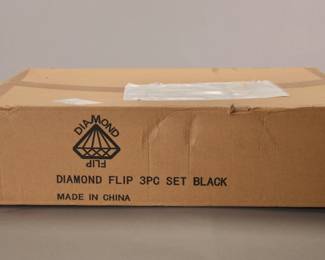 DIAMOND
FLIP
DIAMOND FLIP 3PC SET BLACK
MADE IN CHINA